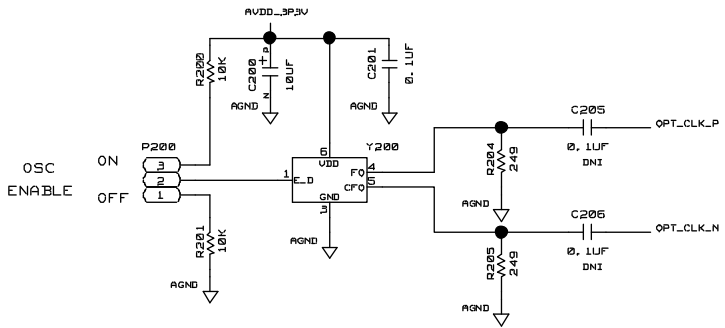 AVDD_3P3V
R200
10K
C200
+
P
N
10UF
C201
0.1UF
AGND
AGND
C205
OPT_CLK_P
0.1UF
DNI
P200
Y200
6
VDD
ON
3
OSC
ENABLE
2
1
E_D
FO
4
CFO
5
GND
3
OFF
1
R204
249
AGND
C206
OPT_CLK_N
0.1UF
DNI
R201
10K
AGND
AGND
R205
249
AGND